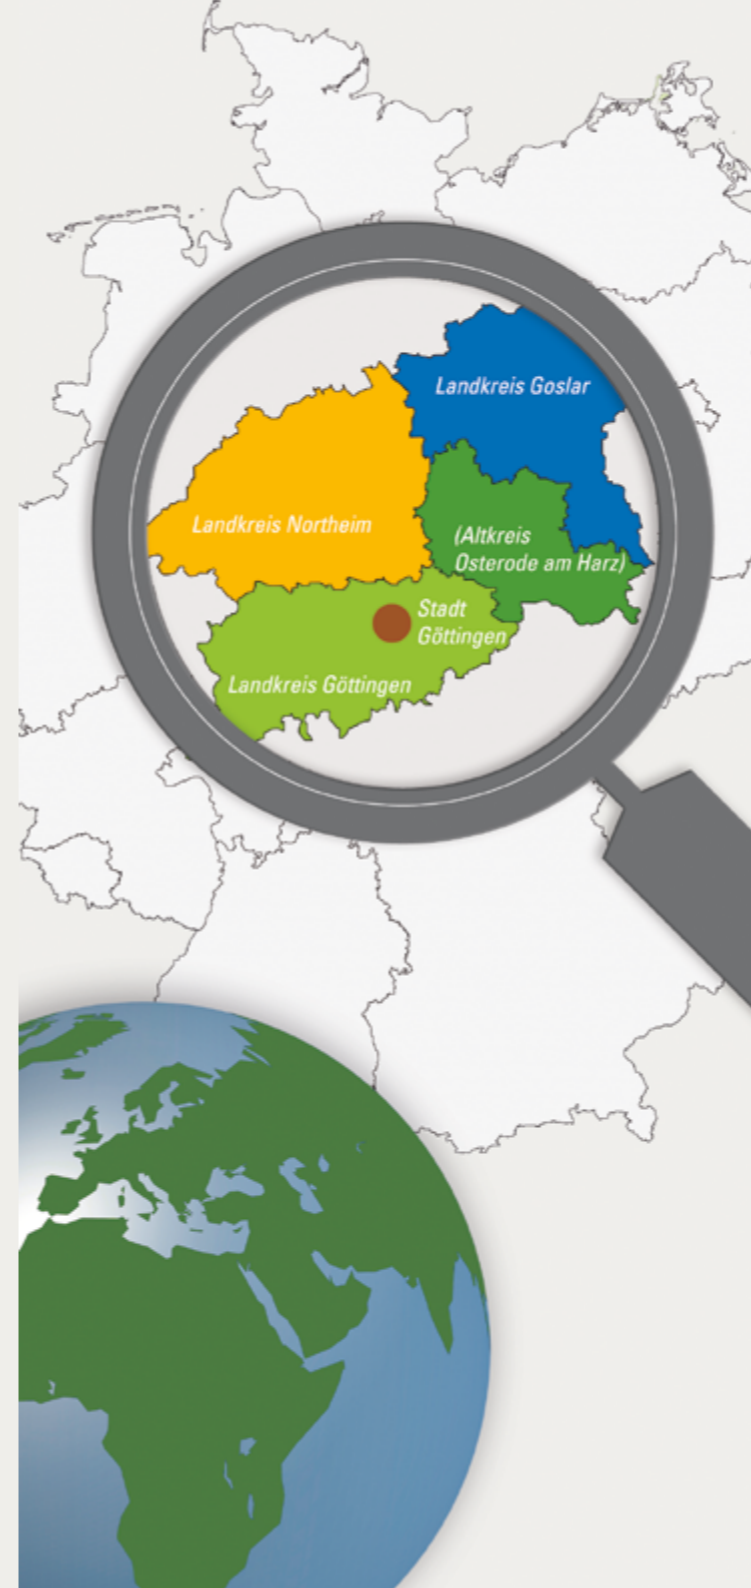 Landkreis Goslar
Landkreis Northeim
(Altkreis
Osterode am Harz)
Stadt
Göttingen
Landkreis Göttingen